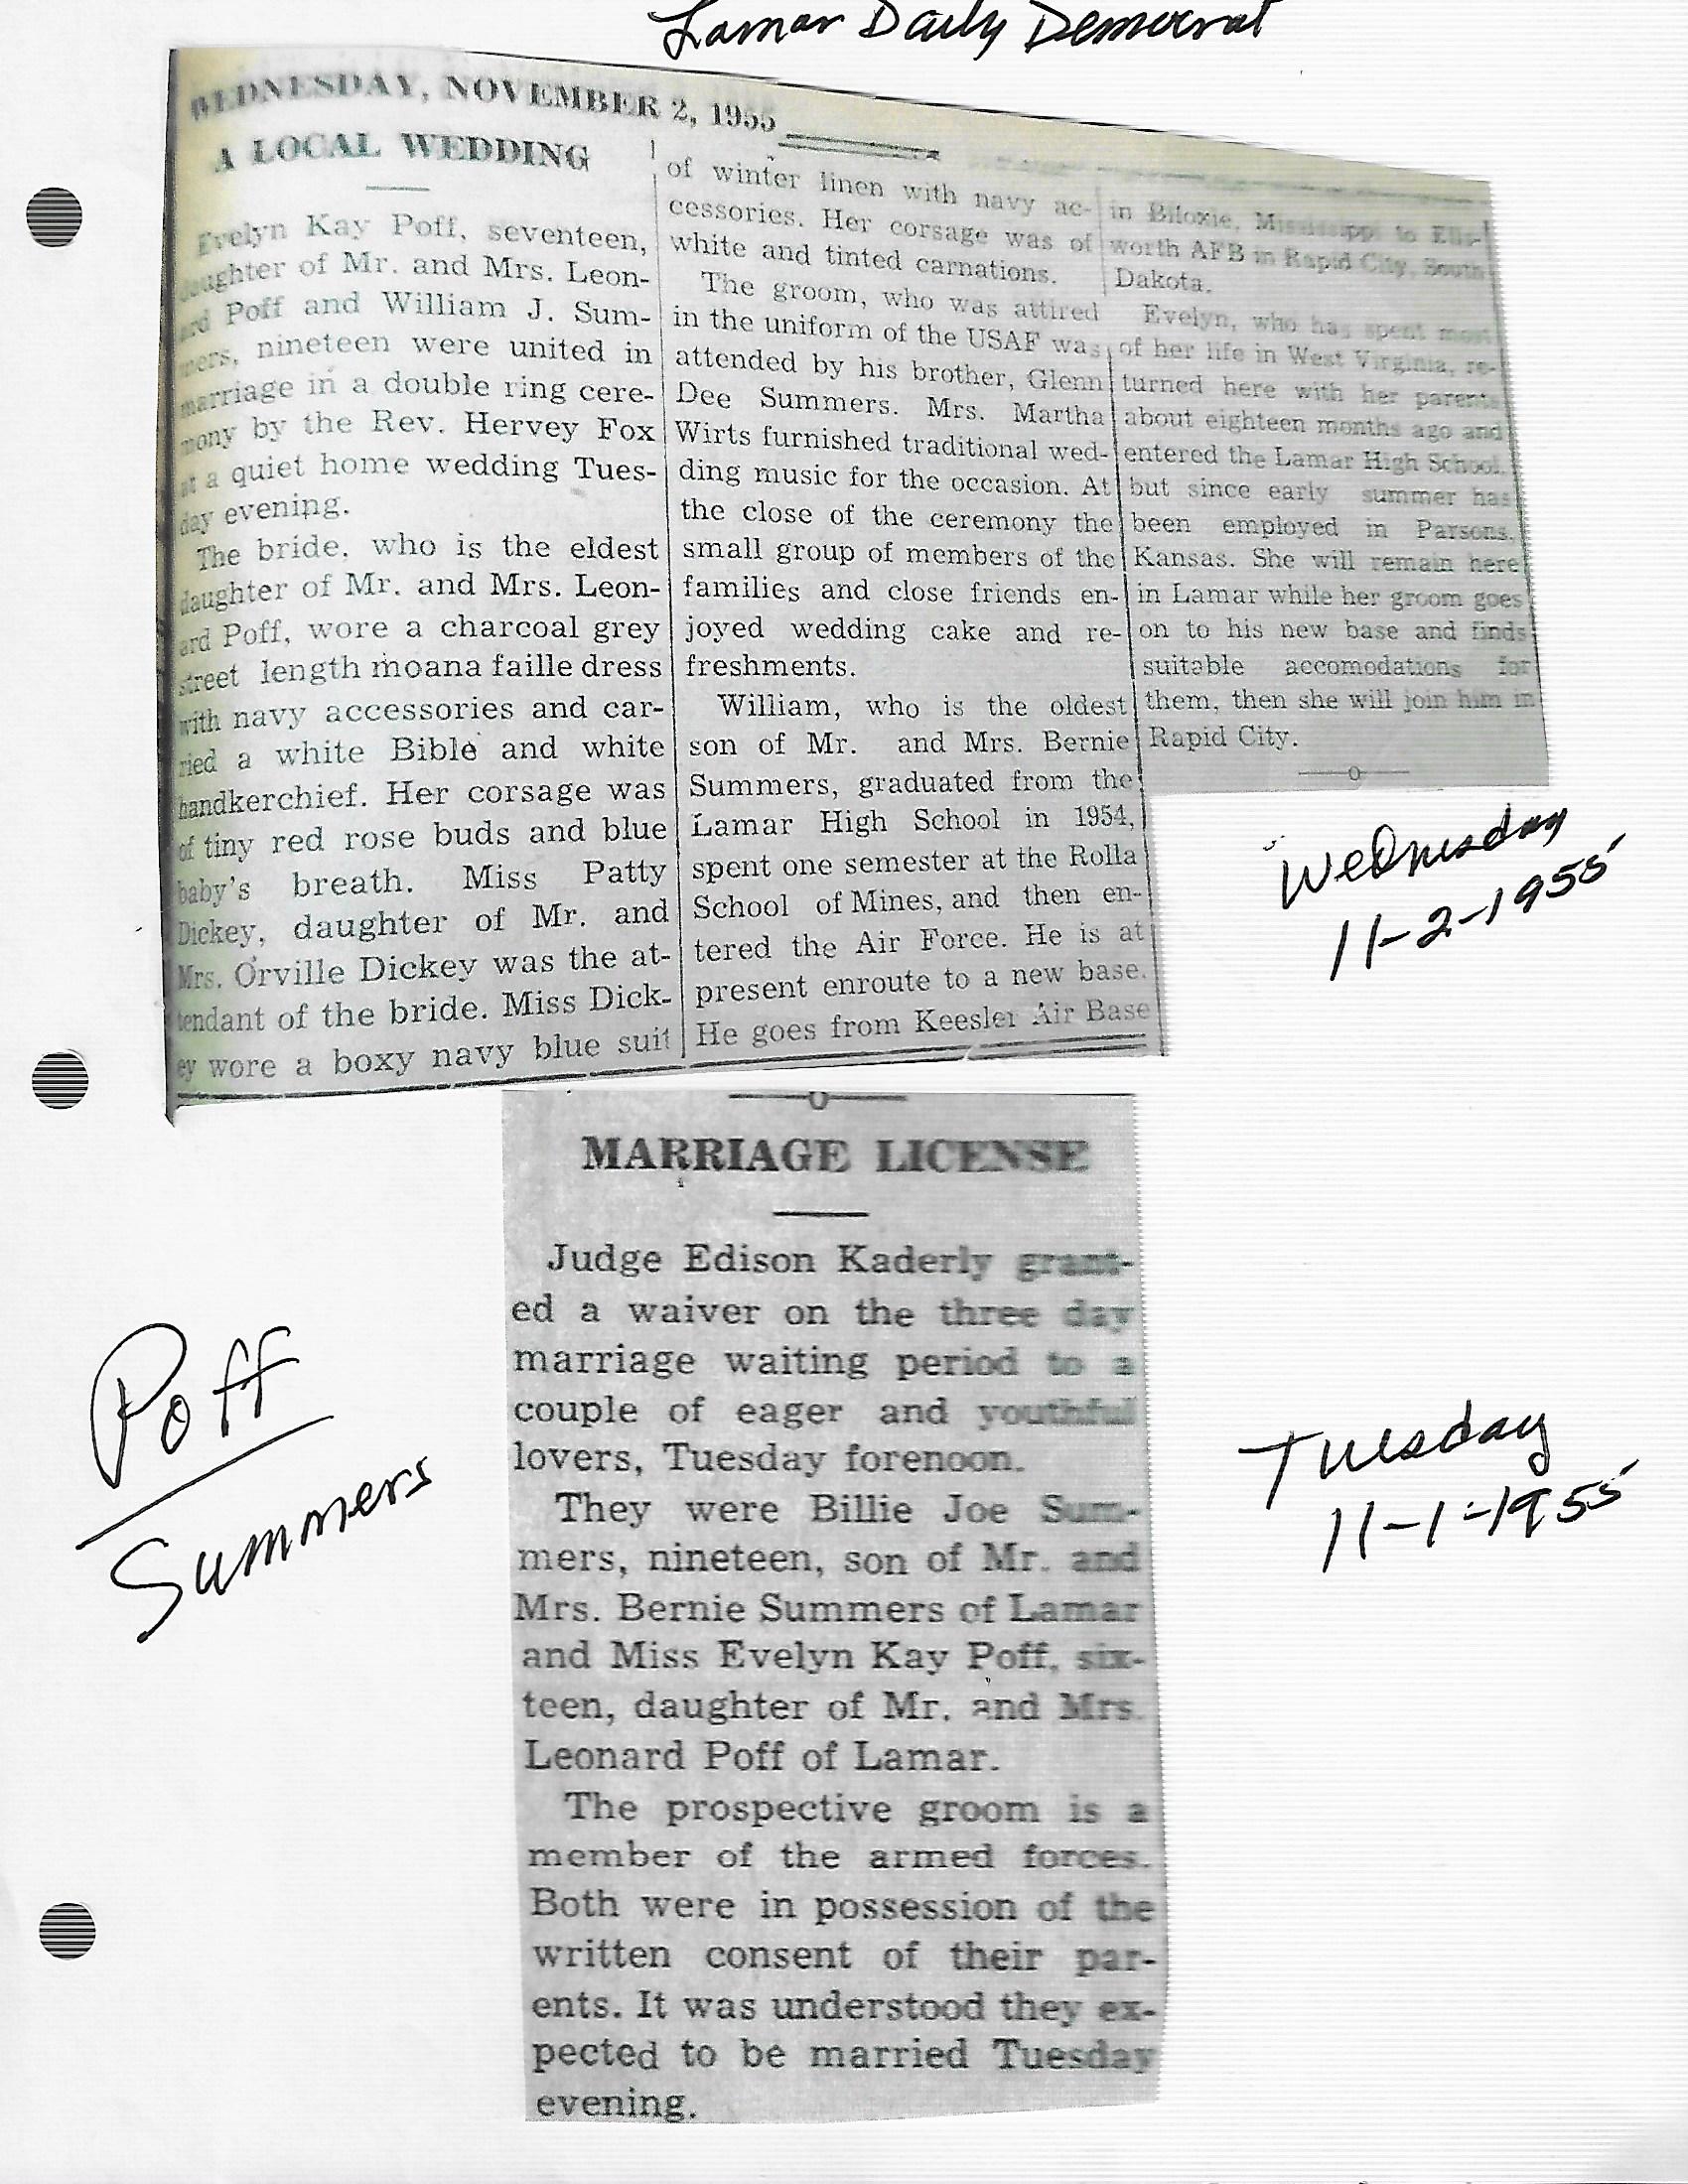 Lamar Daily Democrat
WEDNESDAY, NOVEMBER 2, 1955
A LOCAL WEDDING
Evelyn Kay Poff, seventeen,
daughter of Mr. and Mrs. Leon-
ard Poff and William J. Sum-
mers, nineteen were united in
marriage in a double ring cere-
mony by the Rev. Hervey Fox
at a quiet home wedding Tues-
day evening.
The bride, who is the eldest
daughter of Mr. and Mrs. Leon-
ard Poff, wore a charcoal grey
street length moana faille dress
with navy accessories and car-
ried a white Bible and white
handkerchief. Her corsage was
of tiny red rose buds and blue
baby's breath. Miss Patty
Dickey, daughter of Mr. and
Mrs. Orville Dickey was the at-
tendant of the bride. Miss Dick-
ey wore a boxy navy blue suit
of winter linen with navy ac-
cessories. Her corsage was of
white and tinted carnations.
The groom, who was attired
in the uniform of the USAF was
attended by his brother, Glenn
Dee Summers. Mrs. Martha
Wirts furnished traditional wed-
ding music for the occasion. At
the close of the ceremony the
small group of members of the
families and close friends en-
joyed wedding cake and re-
freshments.
William, who is the oldest
son of Mr. and Mrs. Bernie
Summers, graduated from the
Lamar High School in 1954,
spent one semester at the Rolla
School of Mines, and then en-
tered the Air Force. He is at
present enroute to a new base.
He goes from Keesler Air Base
in Biloxie, Mississippi to Ells-
worth AFB in Rapid City, South
Dakota.
Evelyn, who has spent most
of her life in West Virginia, re-
turned here with her parents
about eighteen months ago and
entered the Lamar High School,
but since early summer has
been employed in Parsons,
Kansas. She will remain here
in Lamar while her groom goes
on to his new base and finds
suitable accomodations for
them, then she will join him in
Rapid City.
Wednesday
11-2-1955
MARRIAGE LICENSE
Judge Edison Kaderly grant-
ed a waiver on the three day
marriage waiting period to a
couple of eager and youthful
lovers, Tuesday forenoon.
They were Billie Joe Sum-
mers, nineteen, son of Mr. and
Mrs. Bernie Summers of Lamar
and Miss Evelyn Kay Poff, six-
teen, daughter of Mr. and Mrs.
Leonard Poff of Lamar.
The prospective groom is a
member of the armed forces.
Both were in possession of the
written consent of their par-
ents. It was understood they ex-
pected to be married Tuesday
evening.
Poff
Summers
Tuesday
11-1-1955